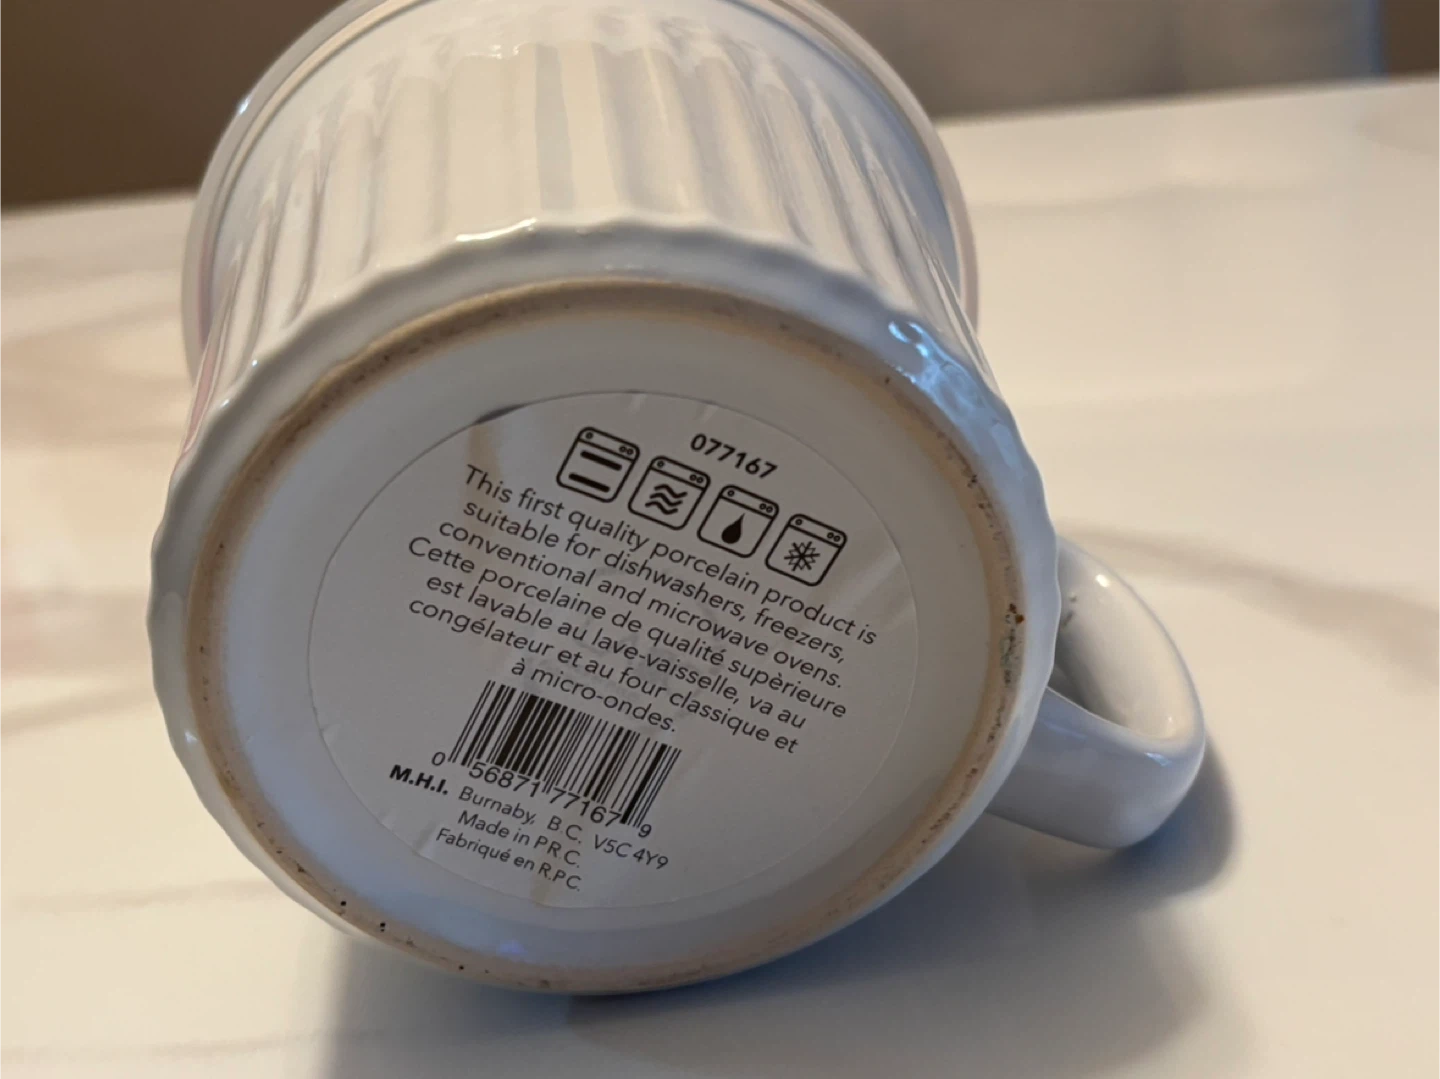 077167
This first quality porcelain product is
suitable for dishwashers, freezers,
conventional and microwave ovens.
Cette porcelaine de qualité supèrieure
est lavable au lave-vaisselle, va au
congélateur et au four classique et
à micro-ondes.
0 56871 77167 9
M.H.I. Burnaby, B.C. V5C 4Y9
Made in P.R.C.
Fabriqué en R.P.C.